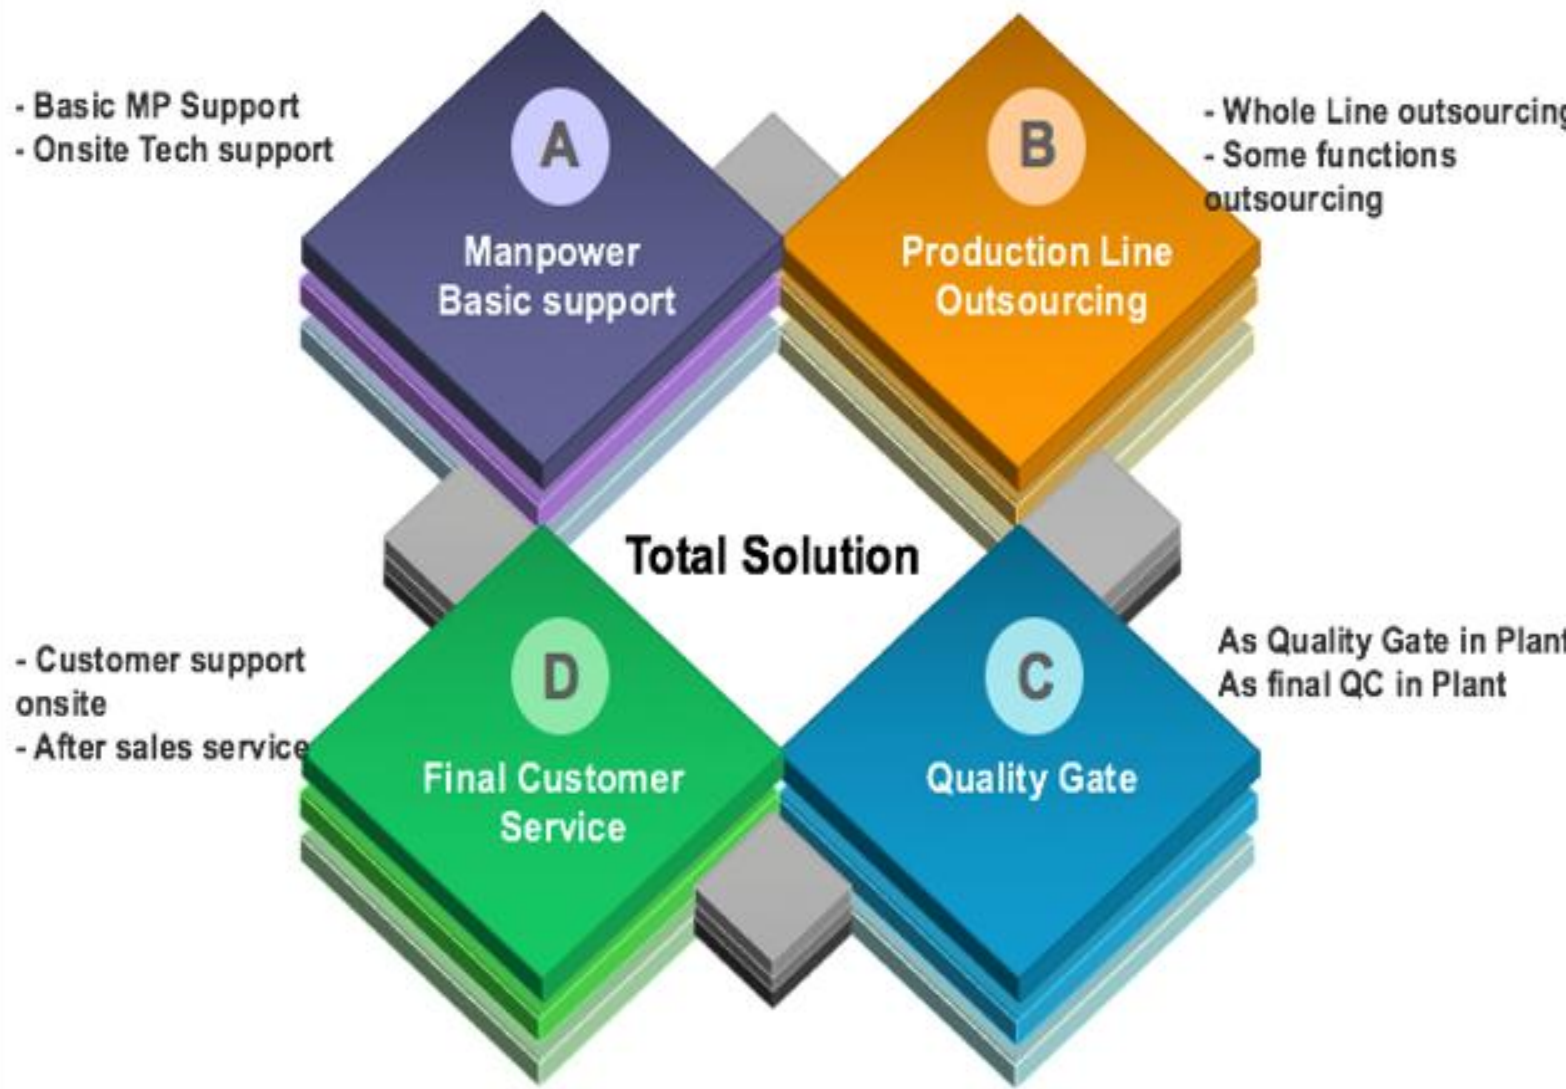 - Basic MP Support
- Onsite Tech support
A
Manpower
Basic support
B
Production Line
Outsourcing
- Whole Line outsourcing
- Some functions
outsourcing
Total Solution
- Customer support
onsite
- After sales service
D
Final Customer
Service
C
Quality Gate
As Quality Gate in Plant
As final QC in Plant